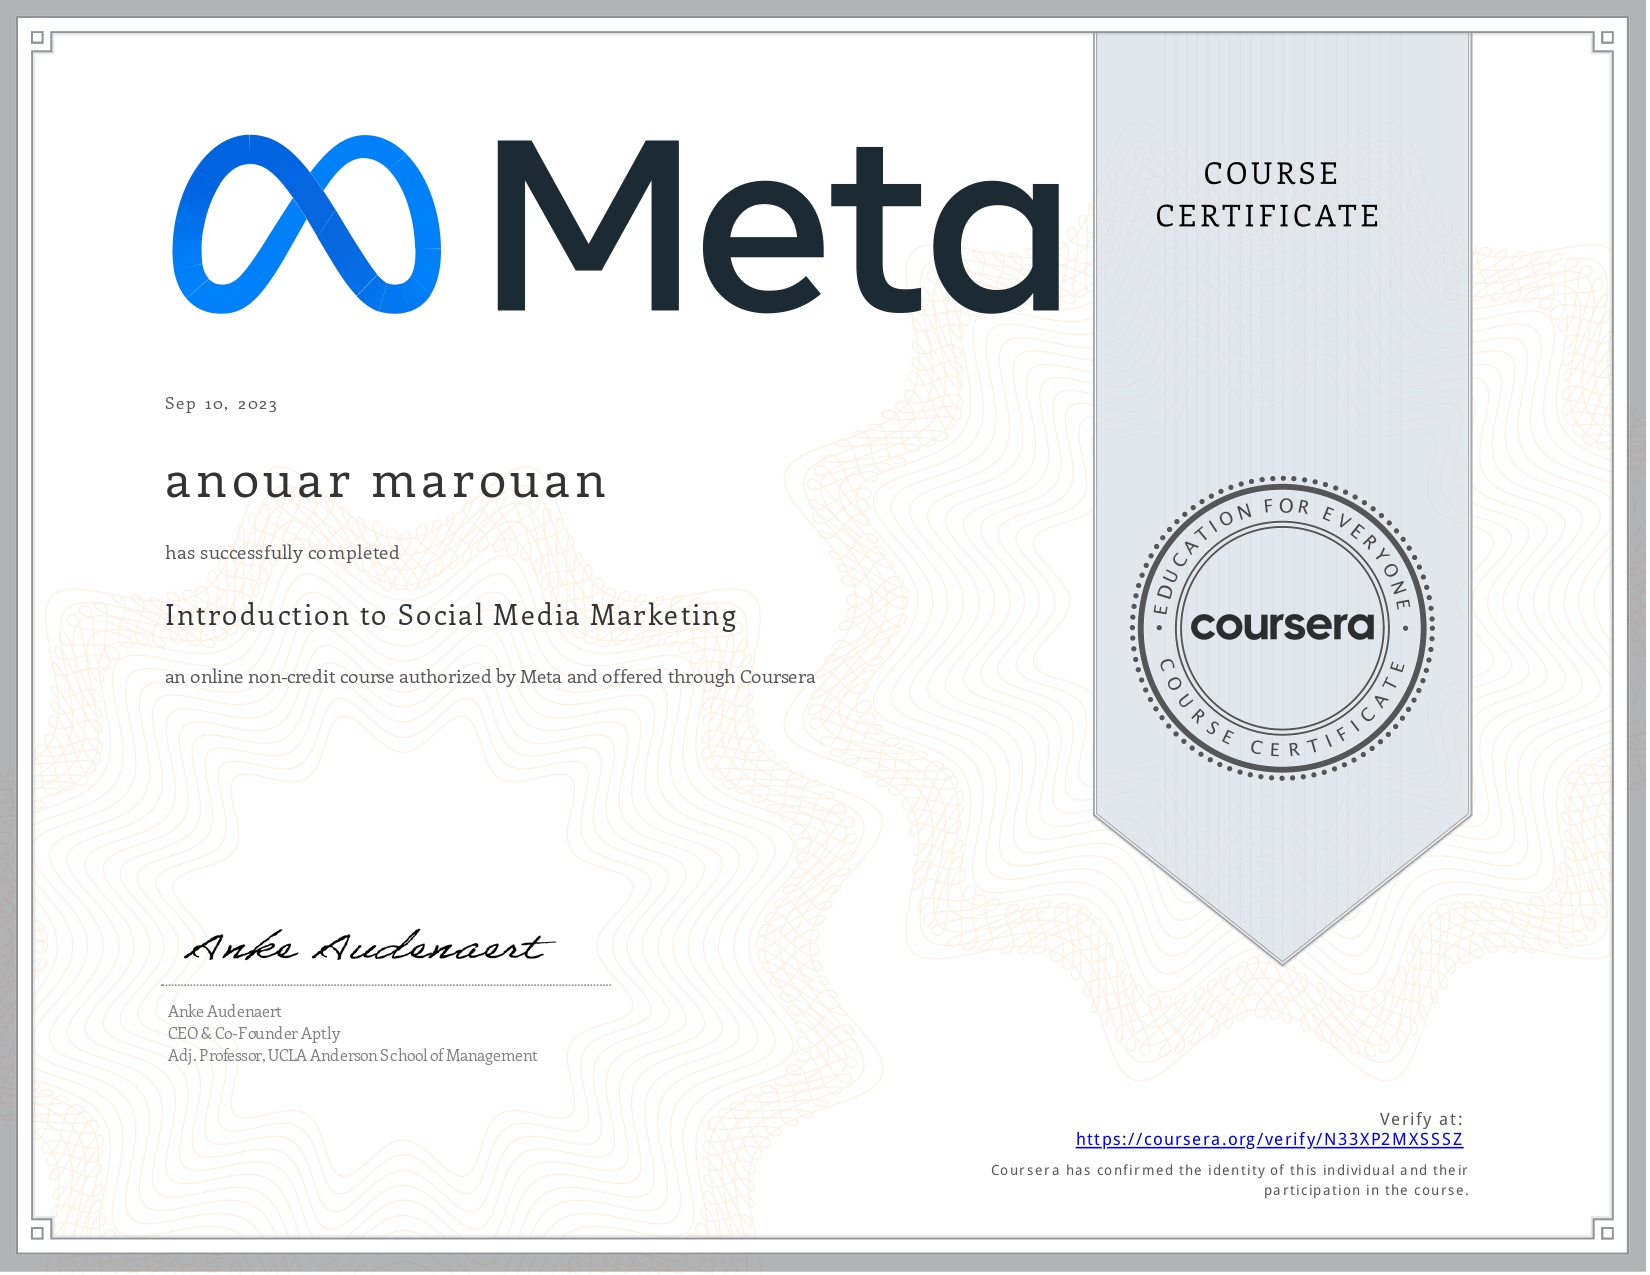 Meta
COURSE
CERTIFICATE
Sep 10, 2023
anouar marouan
has successfully completed
Introduction to Social Media Marketing
an online non-credit course authorized by Meta and offered through Coursera
EDUCATION FOR EVERYONE
coursera
COURSE CERTIFICATE
Anke Audenaert
Anke Audenaert
CEO & Co-Founder Aptly
Adj. Professor, UCLA Anderson School of Management
Verify at:
https://coursera.org/verify/N33XP2MXSSSZ
Coursera has confirmed the identity of this individual and their
participation in the course.